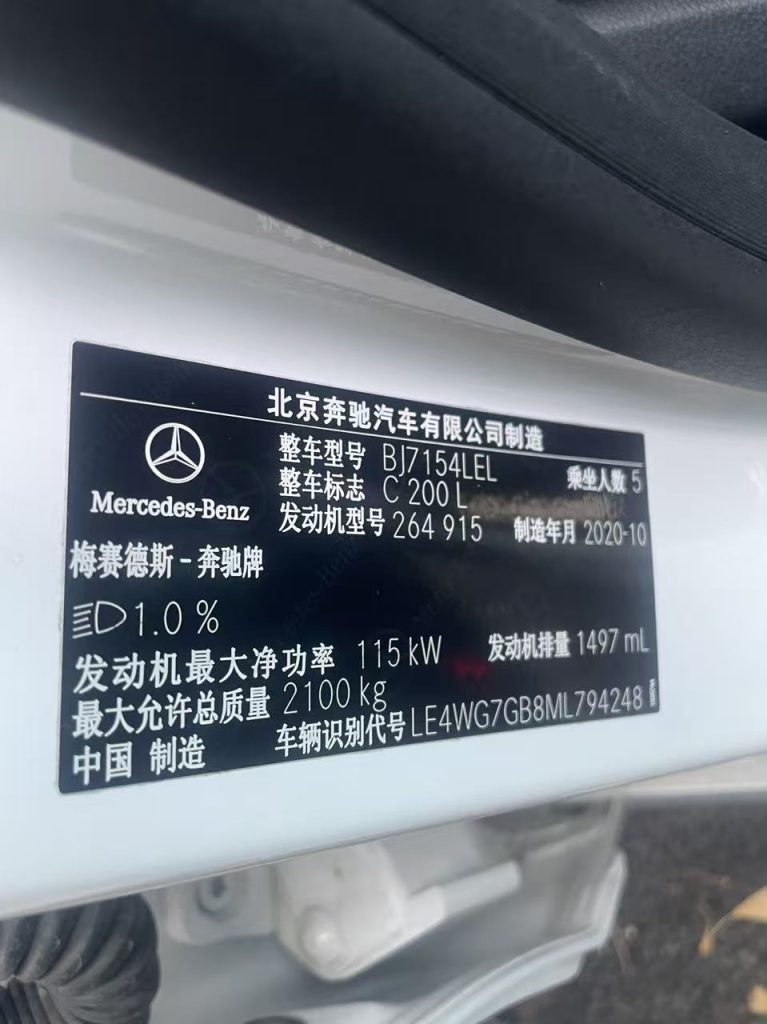 北京奔驰汽车有限公司制造
Mercedes-Benz
整车型号 BJ7154LEL 乘坐人数 5
整车标志 C 200 L
发动机型号 264 915 制造年月 2020-10
梅赛德斯-奔驰牌
1.0 %
发动机最大净功率 115 kW 发动机排量 1497 mL
最大允许总质量 2100 kg
中国 制造 车辆识别代号 LE4WG7GB8ML794248